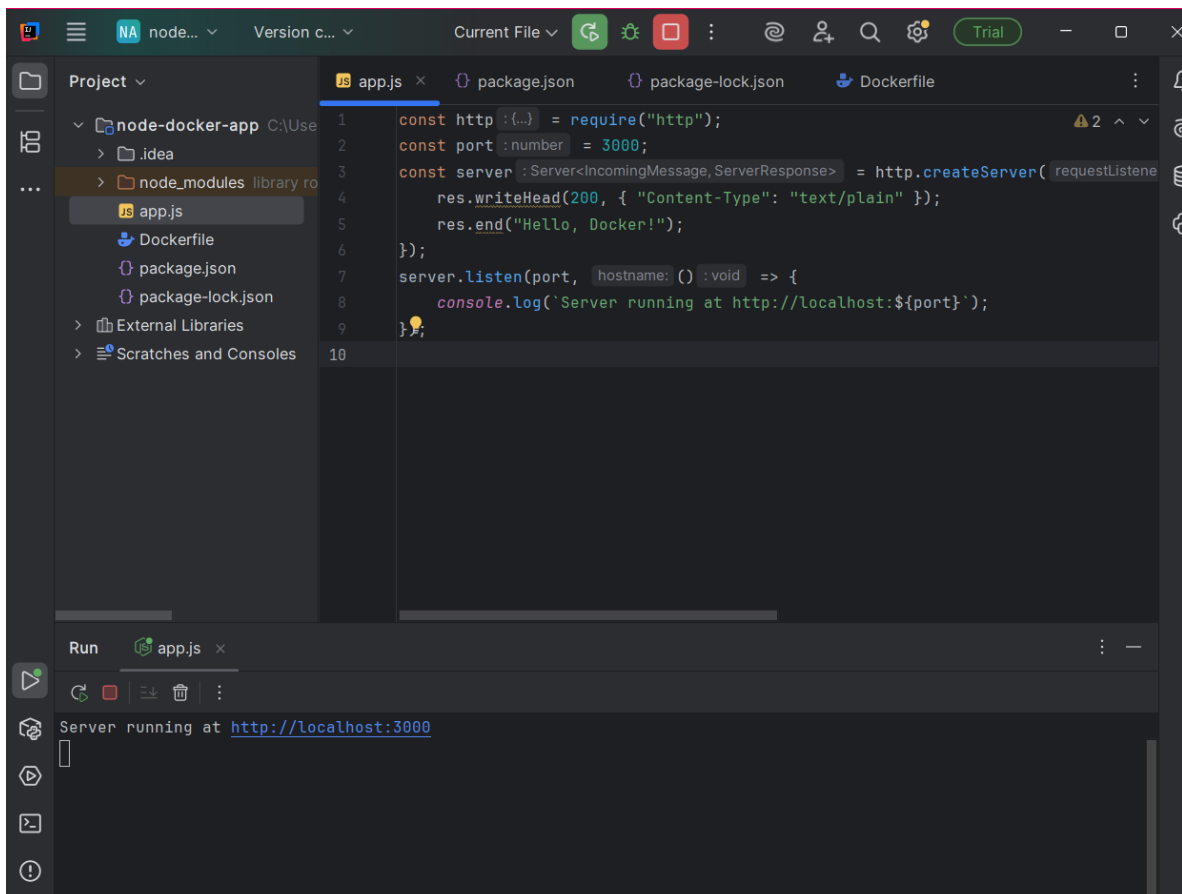 NA node... Version c... Current File Trial
Project
app.js package.json package-lock.json Dockerfile
node-docker-app C:\Use
.idea
node_modules library ro
JS app.js
Dockerfile
package.json
package-lock.json
External Libraries
Scratches and Consoles
1 const http :{...} = require("http");
2 const port :number = 3000;
3 const server :Server<IncomingMessage,ServerResponse> = http.createServer( requestListene
4 res.writeHead(200, { "Content-Type": "text/plain" });
5 res.end("Hello, Docker!");
6 });
7 server.listen(port, hostname: () :void => {
8 console.log(`Server running at http://localhost:${port}`);
9 });
10
2
Run app.js
Server running at http://localhost:3000